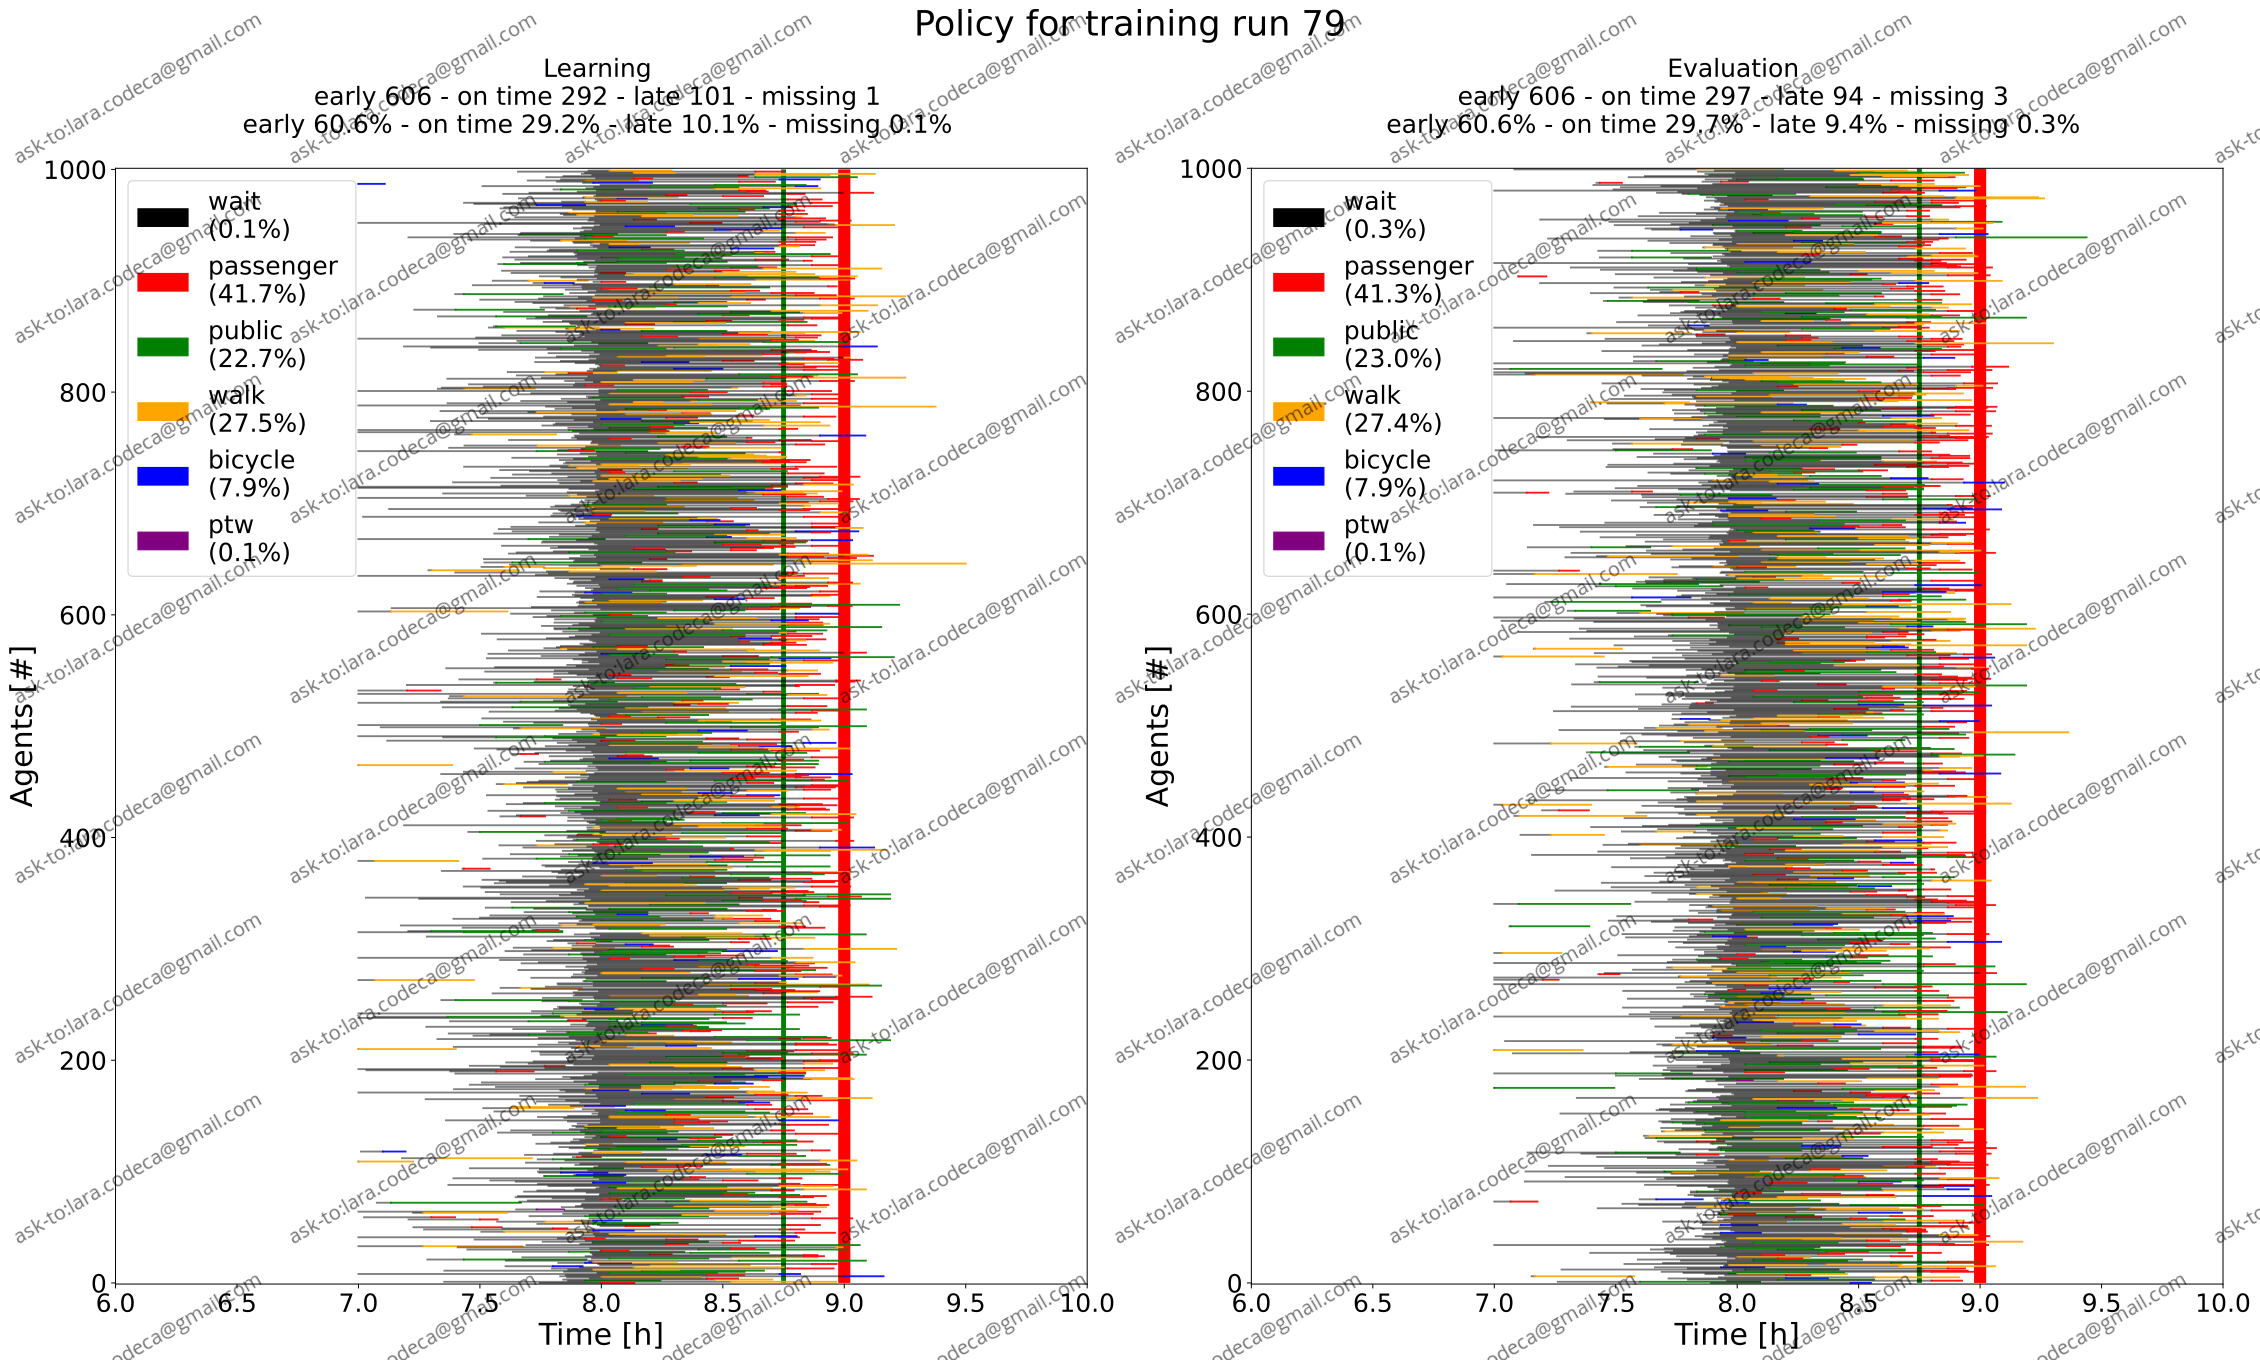 Policy for training run 79
Learning
early 606 - on time 292 - late 101 - missing 1
early 60.6% - on time 29.2% - late 10.1% - missing 0.1%
1000
800
600
400
200
0
Agents [#]
wait
(0.1%)
passenger
(41.7%)
public
(22.7%)
walk
(27.5%)
bicycle
(7.9%)
ptw
(0.1%)
6.0 6.5 7.0 7.5 8.0 8.5 9.0 9.5 10.0
Time [h]
Evaluation
early 606 - on time 297 - late 94 - missing 3
early 60.6% - on time 29.7% - late 9.4% - missing 0.3%
1000
800
600
400
200
0
Agents [#]
wait
(0.3%)
passenger
(41.3%)
public
(23.0%)
walk
(27.4%)
bicycle
(7.9%)
ptw
(0.1%)
6.0 6.5 7.0 7.5 8.0 8.5 9.0 9.5 10.0
Time [h]
ask-to:lara.codeca@gmail.com